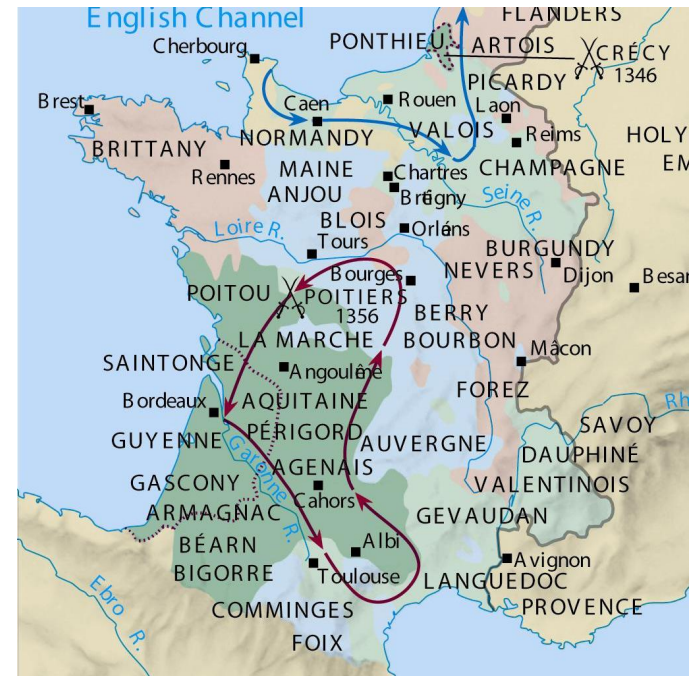 FLANDERS
English Channel
PONTHIEU
ARTOIS
CRÉCY
1346
Cherbourg
PICARDY
Brest
Caen
Rouen
Laon
NORMANDY
VALOIS
Reims
HOLY
EM
BRITTANY
MAINE
CHAMPAGNE
Rennes
Chartres
ANJOU
Brétigny
Seine R.
BLOIS
Loire R.
Orléans
Tours
BURGUNDY
Bourges
NEVERS
Dijon
Besan
POITOU
POITIERS
1356
BERRY
LA MARCHE
BOURBON
Mâcon
SAINTONGE
Angoulême
FOREZ
Rh
Bordeaux
AQUITAINE
SAVOY
GUYENNE
PÉRIGORD
AUVERGNE
DAUPHINÉ
Garonne R.
AGENAIS
VALENTINOIS
GASCONY
Cahors
ARMAGNAC
GEVAUDAN
BÉARN
Albi
Avignon
BIGORRE
Toulouse
LANGUEDOC
Ebro R.
COMMINGES
PROVENCE
FOIX